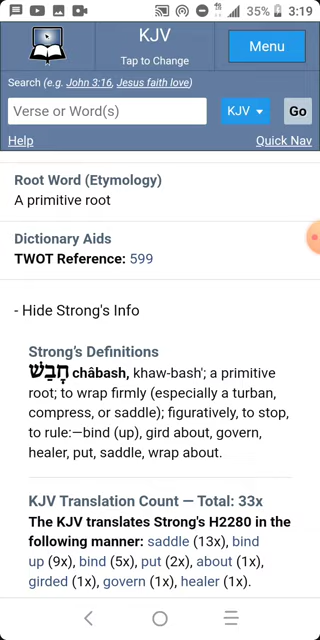 35% 3:19
KJV
Tap to Change
Menu
Search (e.g. John 3:16, Jesus faith love)
Verse or Word(s)
KJV
Go
Help
Quick Nav
Root Word (Etymology)
A primitive root
Dictionary Aids
TWOT Reference: 599
- Hide Strong's Info
Strong’s Definitions
חָבַשׁ châbash, khaw-bash'; a primitive
root; to wrap firmly (especially a turban,
compress, or saddle); figuratively, to stop,
to rule:—bind (up), gird about, govern,
healer, put, saddle, wrap about.
KJV Translation Count — Total: 33x
The KJV translates Strong's H2280 in the
following manner: saddle (13x), bind
up (9x), bind (5x), put (2x), about (1x),
girded (1x), govern (1x), healer (1x).